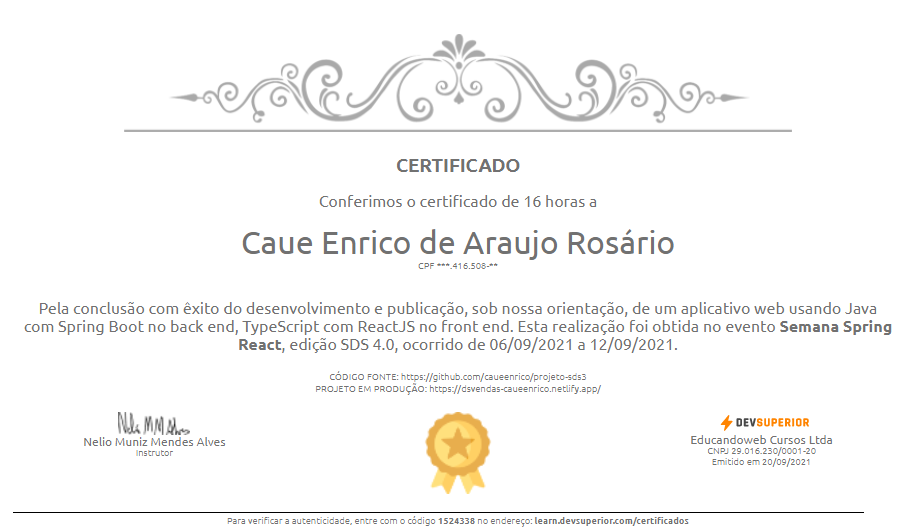 CERTIFICADO
Conferimos o certificado de 16 horas a
Caue Enrico de Araujo Rosário
CPF ***.416.508-**
Pela conclusão com êxito do desenvolvimento e publicação, sob nossa orientação, de um aplicativo web usando Java
com Spring Boot no back end, TypeScript com ReactJS no front end. Esta realização foi obtida no evento Semana Spring
React, edição SDS 4.0, ocorrido de 06/09/2021 a 12/09/2021.
CÓDIGO FONTE: https://github.com/caueenrico/projeto-sds3
PROJETO EM PRODUÇÃO: https://dsvendas-caueenrico.netlify.app/
Nelio M M Alves
Nelio Muniz Mendes Alves
Instrutor
DEVSUPERIOR
Educandoweb Cursos Ltda
CNPJ 29.016.230/0001-20
Emitido em 20/09/2021
Para verificar a autenticidade, entre com o código 1524338 no endereço: learn.devsuperior.com/certificados